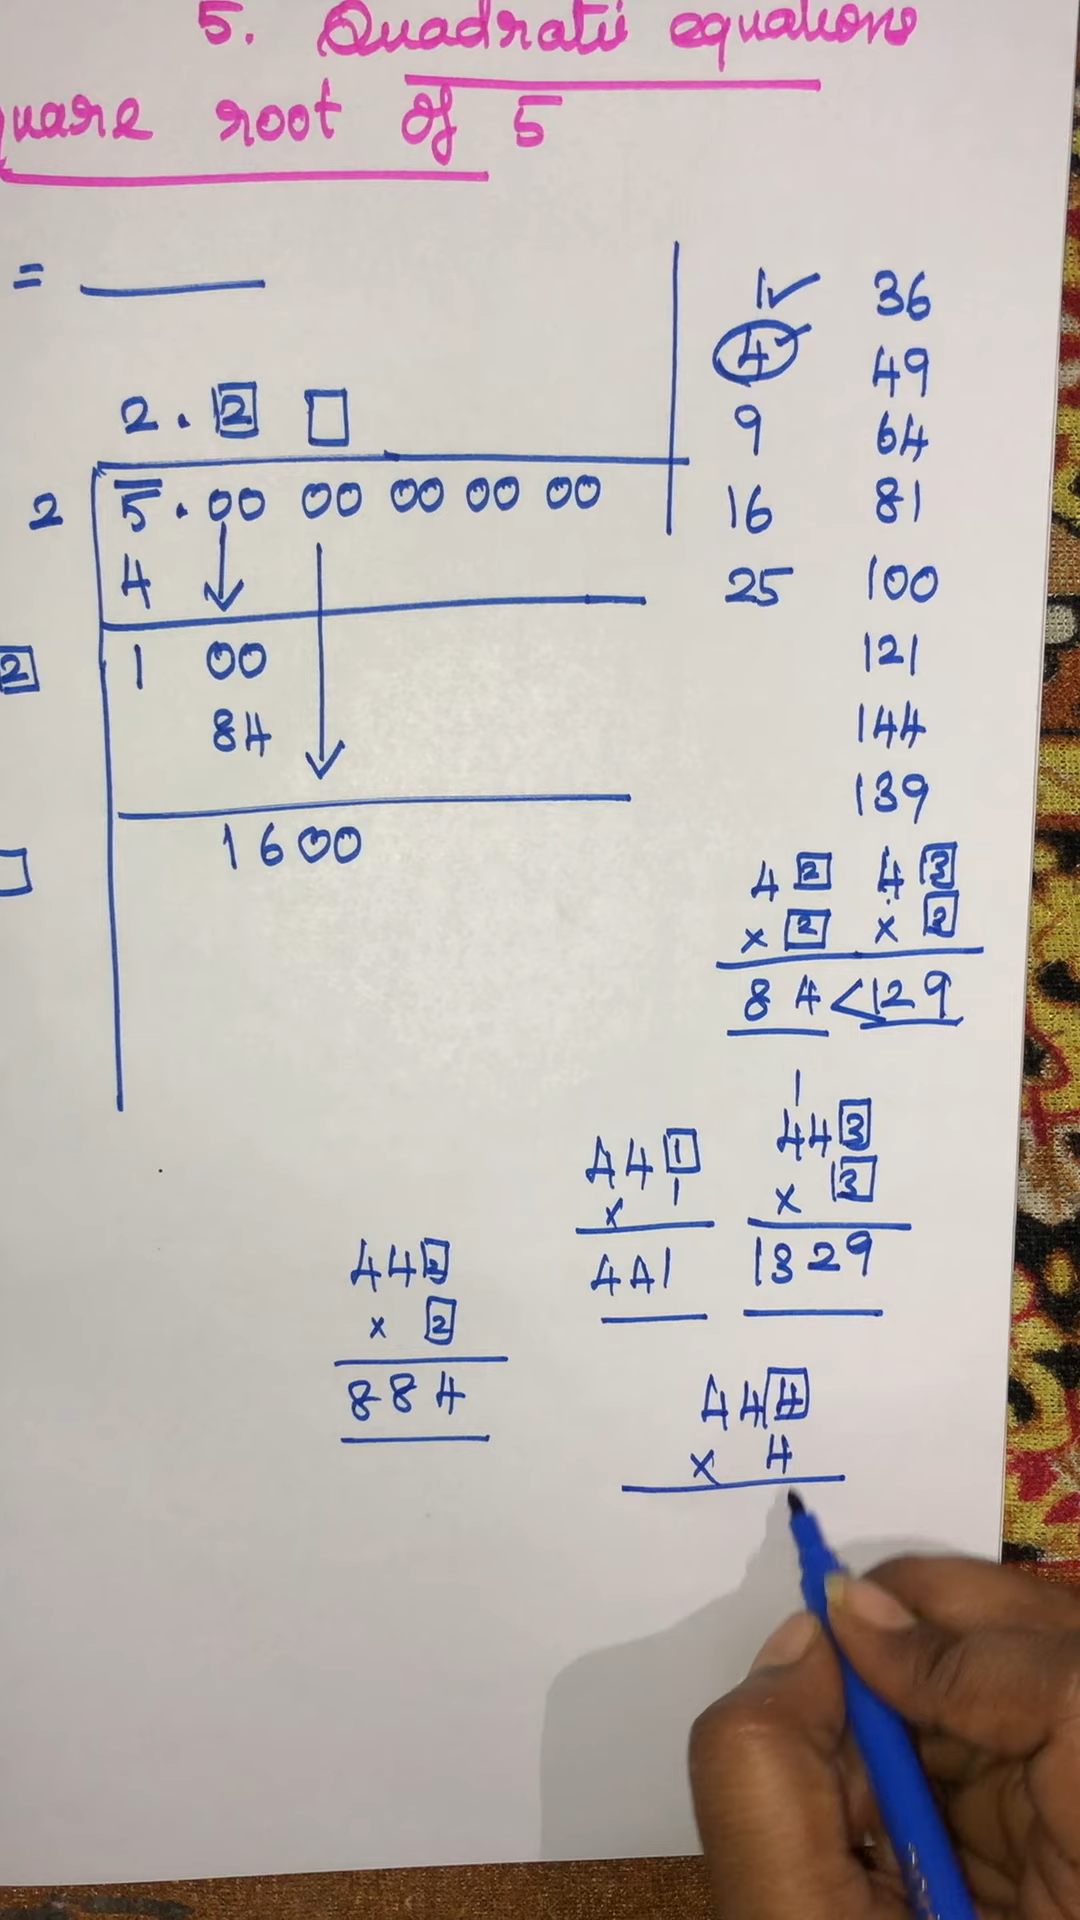 5. Quadratic equations
quare root of 5
=
2 . 2
2 5 . 00 00 00 00 00
4
1 00
2
84
1600
1 36
4 49
9 64
16 81
25 100
121
144
139
4 2 4 3
x 2 x
84 < 129
1
44 1 44 3
x 1 x 3
441 1329
44 2
x 2
884
44 4
x 4